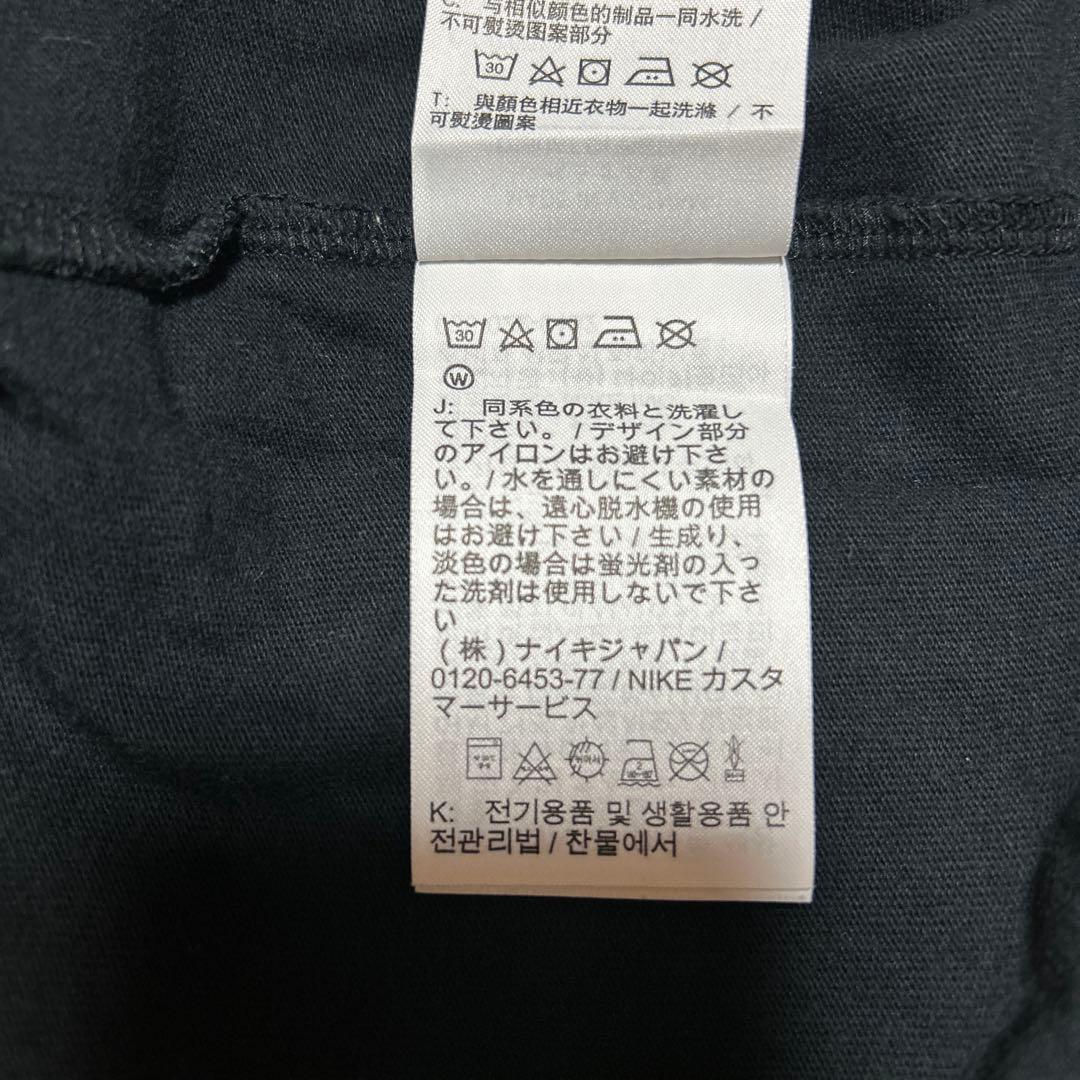 C: 与相似颜色的制品一同水洗 /
不可熨烫图案部分
30
T: 與顏色相近衣物一起洗滌 / 不
可熨燙圖案
30
W
J: 同系色の衣料と洗濯し
て下さい。 / デザイン部分
のアイロンはお避け下さ
い。/ 水を通しにくい素材の
場合は、遠心脱水機の使用
はお避け下さい / 生成り、
淡色の場合は蛍光剤の入っ
た洗剤は使用しないで下さ
い
(株) ナイキジャパン /
0120-6453-77 / NIKE カスタ
マーサービス
K: 전기용품 및 생활용품 안
전관리법 / 찬물에서